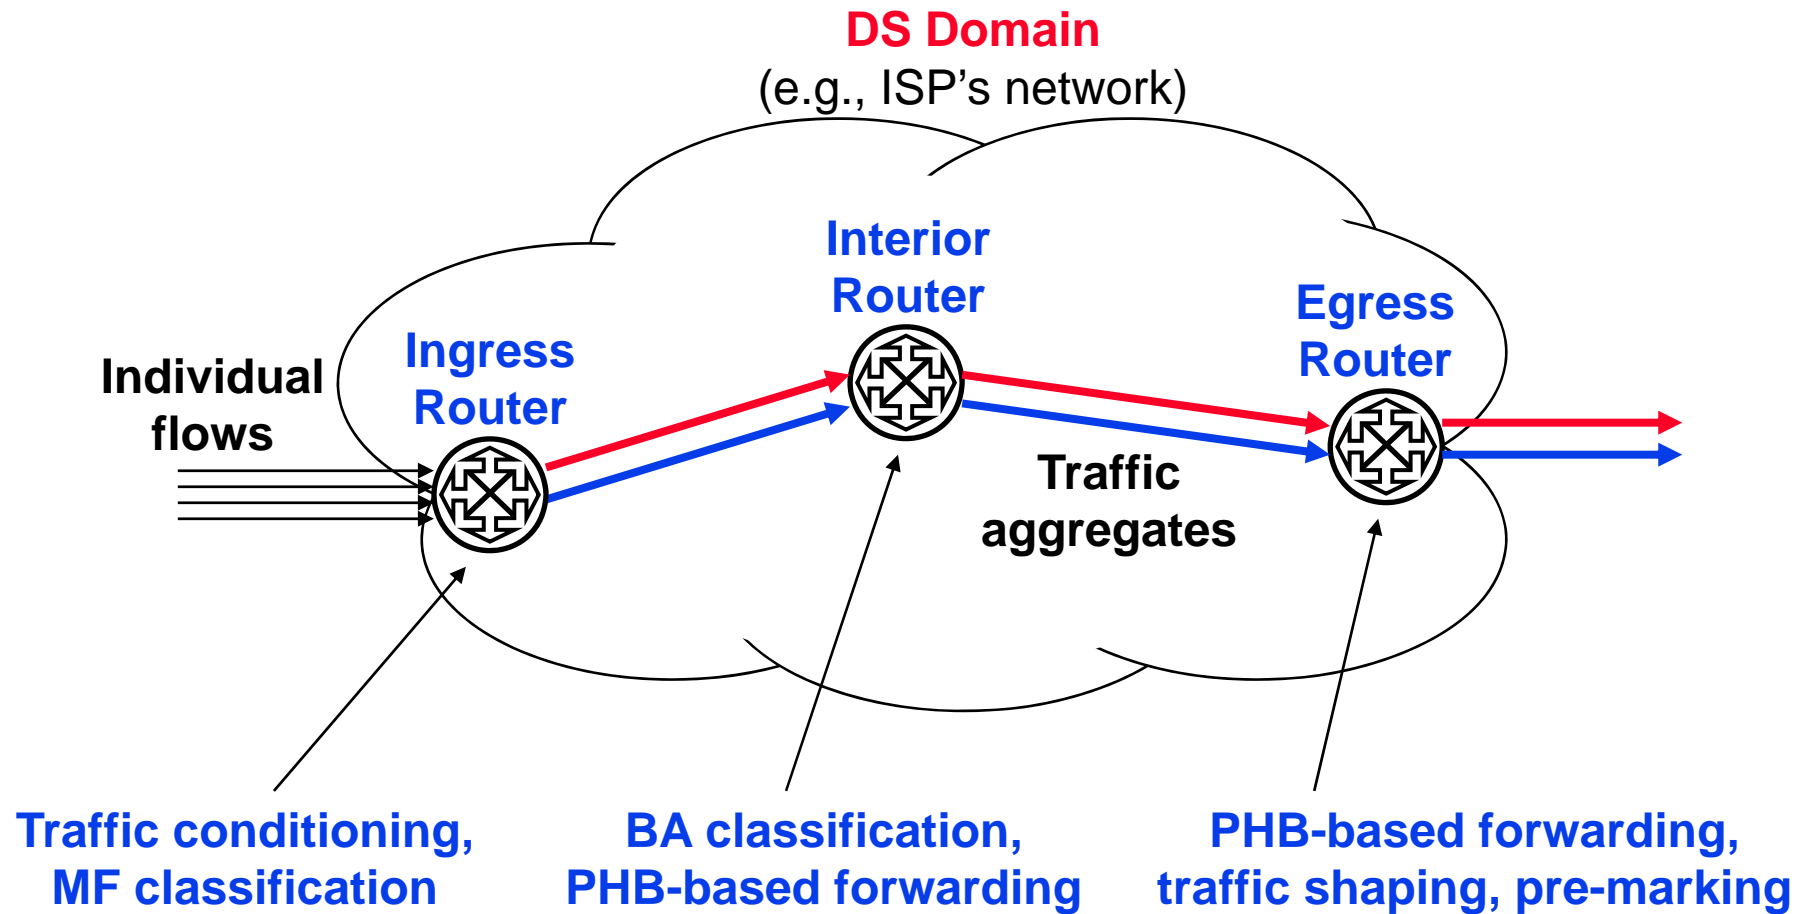 DS Domain
(e.g., ISP's network)
Interior
Router
Egress
Router
Ingress
Router
Individual
flows
Traffic
aggregates
Traffic conditioning,
MF classification
BA classification,
PHB-based forwarding
PHB-based forwarding,
traffic shaping, pre-marking